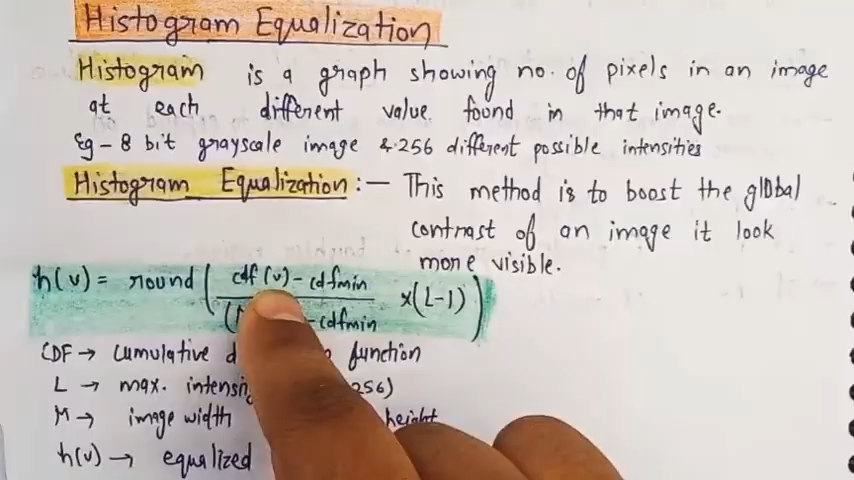 Histogram Equalization
Histogram is a graph showing no. of pixels in an image
at each different value found in that image.
Eg - 8 bit grayscale image & 256 different possible intensities
Histogram Equalization :— This method is to boost the global
contrast of an image it look
more visible.
h(v) = round ( cdf(v) - cdfmin
- cdfmin × (L-1) )
CDF → cumulative function
L → max. 256)
M → image width height
h(v) → equalized